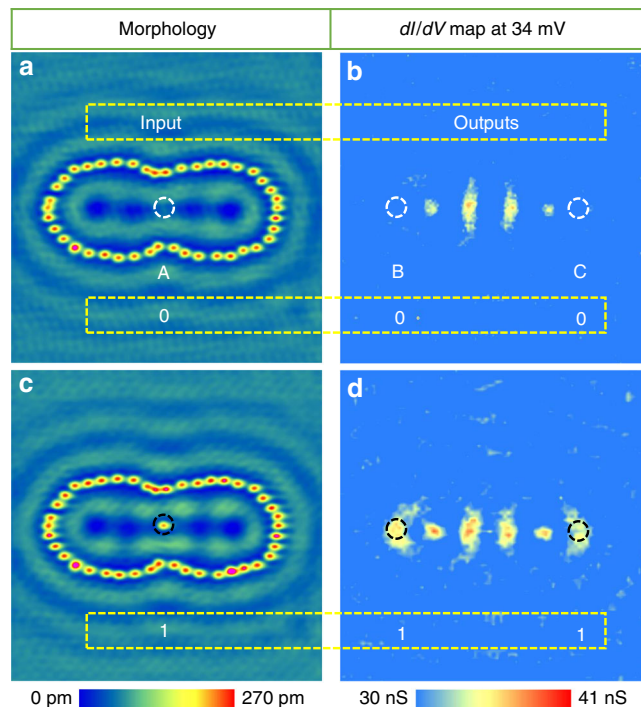 Morphology
dI/dV map at 34 mV
a
b
Input
Outputs
A
B
C
0
0
0
c
d
1
1
1
0 pm
270 pm
30 nS
41 nS